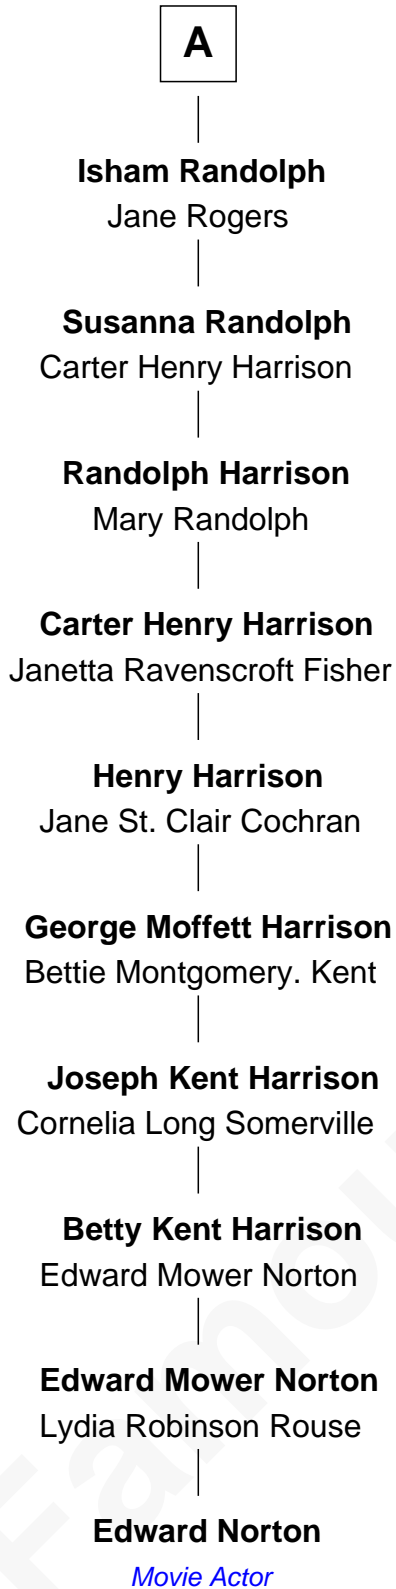 A
Isham Randolph
Jane Rogers
Susanna Randolph
Carter Henry Harrison
Randolph Harrison
Mary Randolph
Carter Henry Harrison
Janetta Ravenscroft Fisher
Henry Harrison
Jane St. Clair Cochran
George Moffett Harrison
Bettie Montgomery. Kent
Joseph Kent Harrison
Cornelia Long Somerville
Betty Kent Harrison
Edward Mower Norton
Edward Mower Norton
Lydia Robinson Rouse
Edward Norton
Movie Actor
Famou